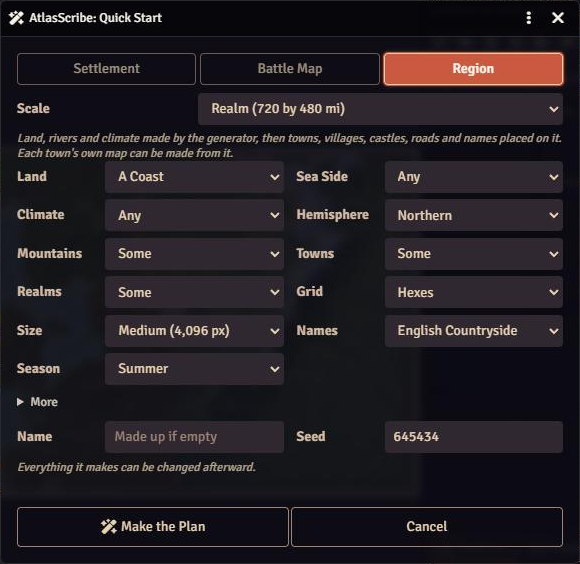 AtlasScribe: Quick Start
Settlement
Battle Map
Region
Scale
Realm (720 by 480 mi)
Land, rivers and climate made by the generator, then towns, villages, castles, roads and names placed on it.
Each town's own map can be made from it.
Land
A Coast
Sea Side
Any
Climate
Any
Hemisphere
Northern
Mountains
Some
Towns
Some
Realms
Some
Grid
Hexes
Size
Medium (4,096 px)
Names
English Countryside
Season
Summer
More
Name
Made up if empty
Seed
645434
Everything it makes can be changed afterward.
Make the Plan
Cancel